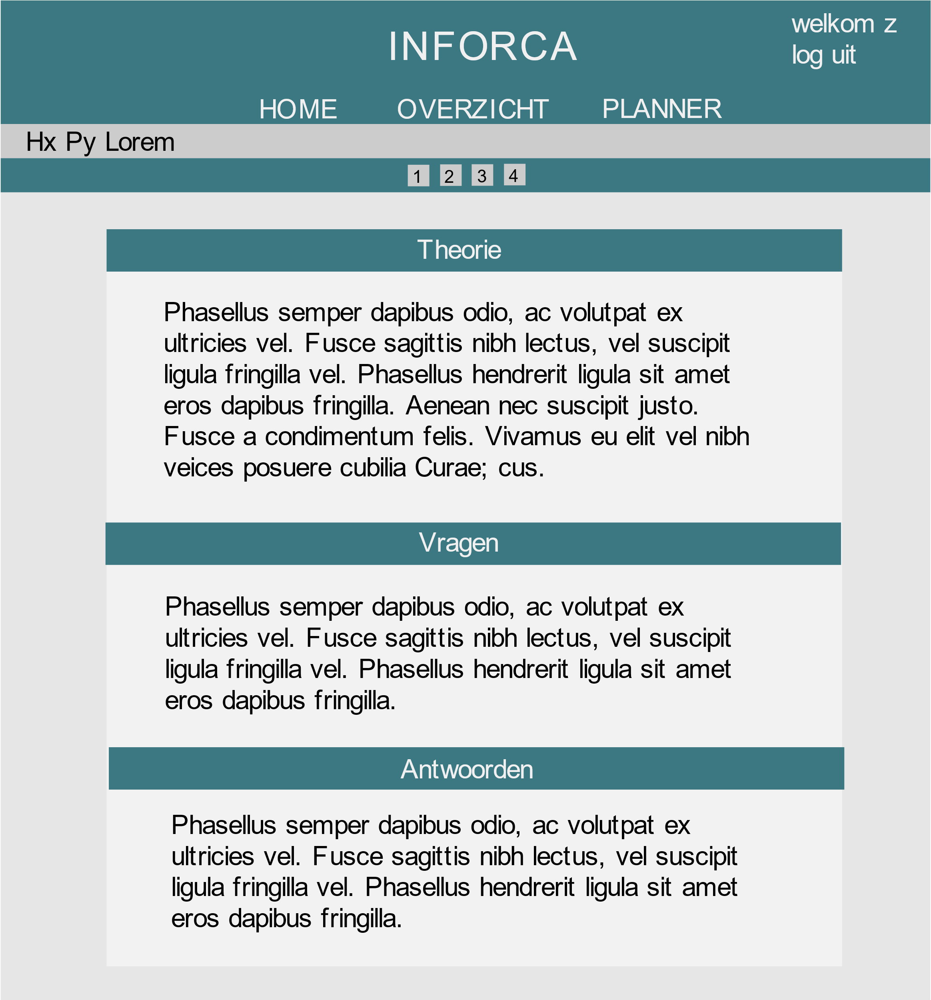 welkom z
INFORCA
log uit
HOME OVERZICHT PLANNER
Hx Py Lorem
1 2 3 4
Theorie
Phasellus semper dapibus odio, ac volutpat ex
ultricies vel. Fusce sagittis nibh lectus, vel suscipit
ligula fringilla vel. Phasellus hendrerit ligula sit amet
eros dapibus fringilla. Aenean nec suscipit justo.
Fusce a condimentum felis. Vivamus eu elit vel nibh
veices posuere cubilia Curae; cus.
Vragen
Phasellus semper dapibus odio, ac volutpat ex
ultricies vel. Fusce sagittis nibh lectus, vel suscipit
ligula fringilla vel. Phasellus hendrerit ligula sit amet
eros dapibus fringilla.
Antwoorden
Phasellus semper dapibus odio, ac volutpat ex
ultricies vel. Fusce sagittis nibh lectus, vel suscipit
ligula fringilla vel. Phasellus hendrerit ligula sit amet
eros dapibus fringilla.